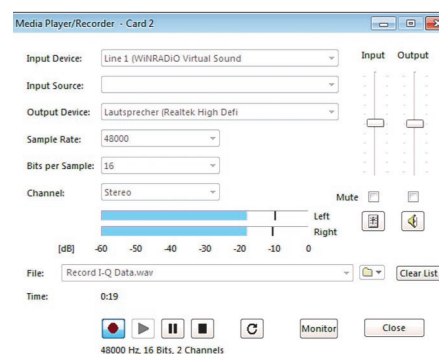 Media Player/Recorder - Card 2
Input Device: Line 1 (WiNRADiO Virtual Sound
Input Output
Input Source:
Output Device: Lautsprecher (Realtek High Defi
Sample Rate: 48000
Bits per Sample: 16
Channel: Stereo
Mute
Left
Right
[dB] -60 -50 -40 -30 -20 -10 0
File: Record I-Q Data.wav Clear List
Time: 0:19
Monitor Close
48000 Hz, 16 Bits, 2 Channels